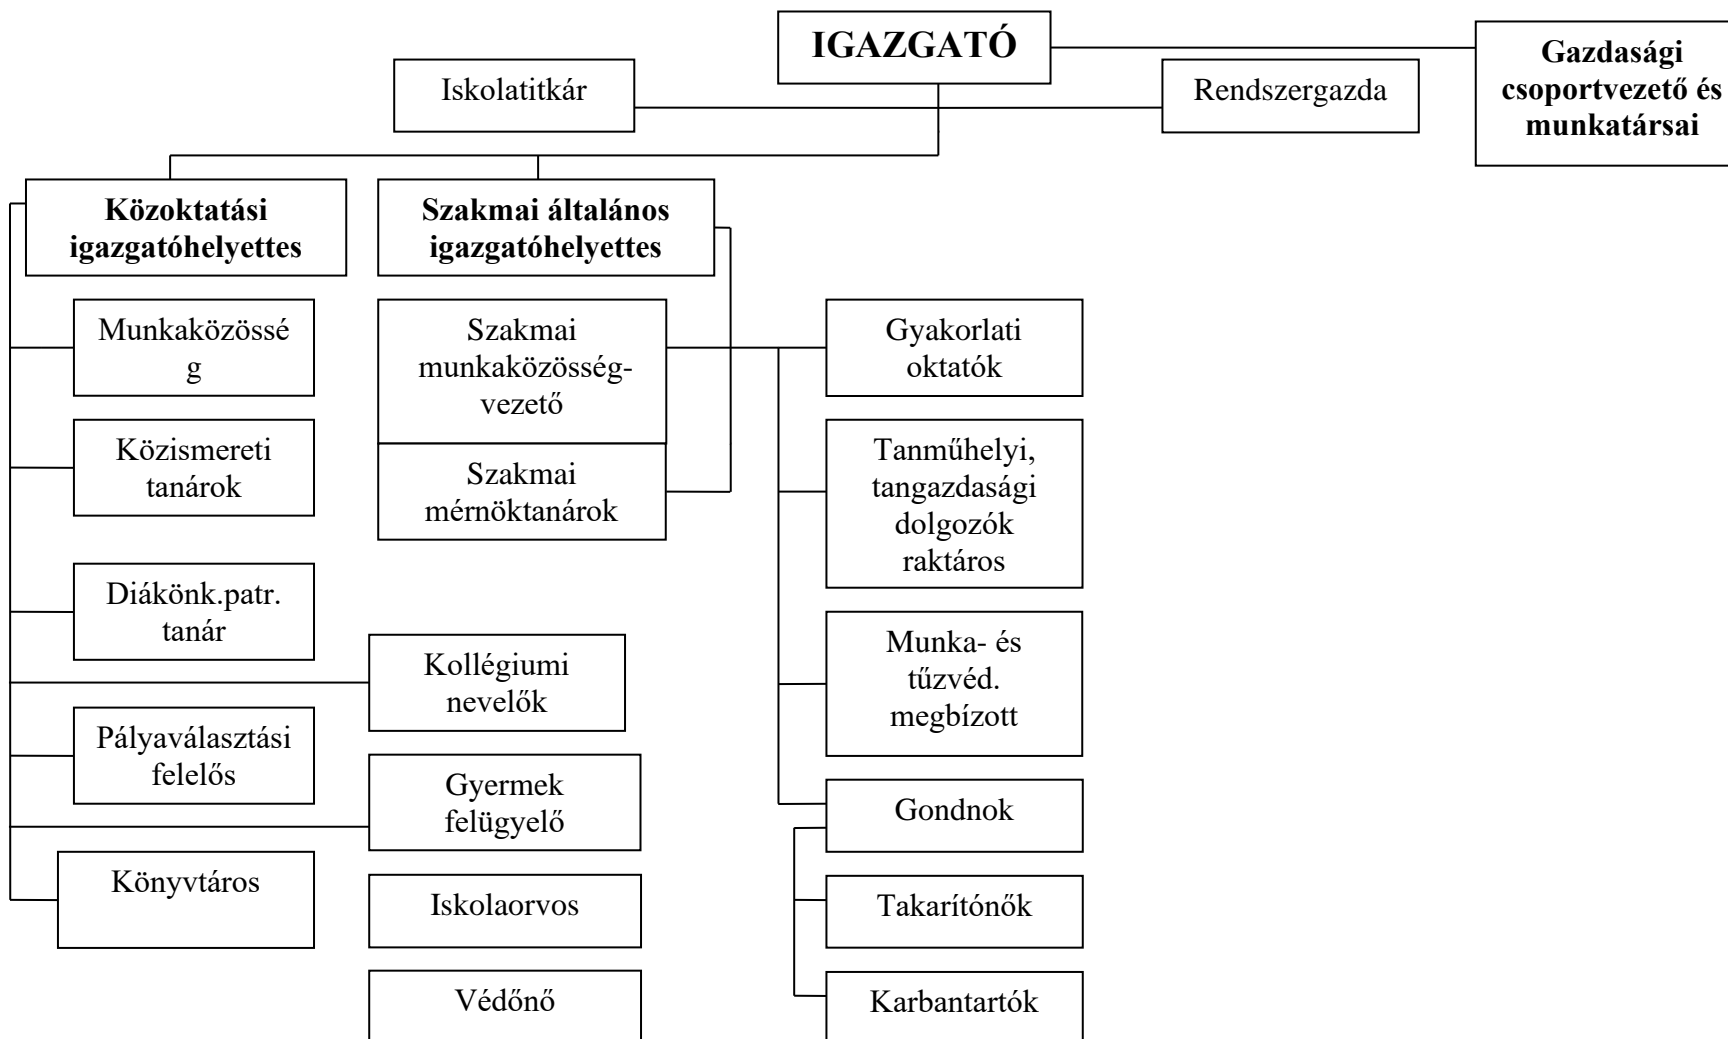 IGAZGATÓ
Gazdasági
csoportvezető és
munkatársai
Iskolatitkár
Rendszergazda
Közoktatási
igazgatóhelyettes
Szakmai általános
igazgatóhelyettes
Munkaközössé
g
Szakmai
munkaközösség-
vezető
Gyakorlati
oktatók
Közismereti
tanárok
Szakmai
mérnöktanárok
Tanműhelyi,
tangazdasági
dolgozók
raktáros
Diákönk.patr.
tanár
Kollégiumi
nevelők
Munka- és
tűzvéd.
megbízott
Pályaválasztási
felelős
Gyermek
felügyelő
Gondnok
Könyvtáros
Iskolaorvos
Takarítónők
Védőnő
Karbantartók